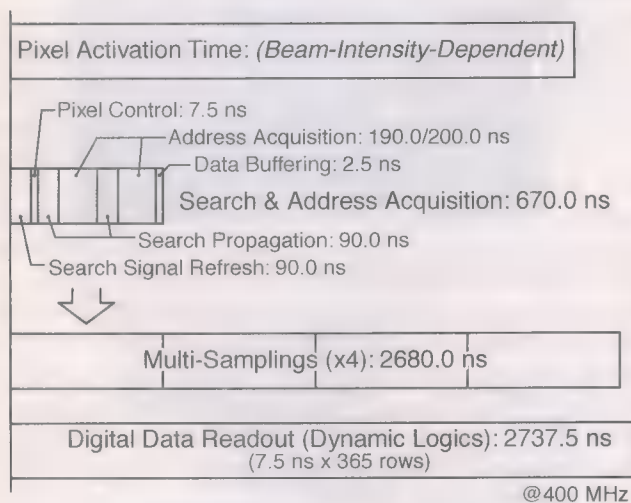 Pixel Activation Time: (Beam-Intensity-Dependent)
Pixel Control: 7.5 ns
Address Acquisition: 190.0/200.0 ns
Data Buffering: 2.5 ns
Search & Address Acquisition: 670.0 ns
Search Propagation: 90.0 ns
Search Signal Refresh: 90.0 ns
Multi-Samplings (x4): 2680.0 ns
Digital Data Readout (Dynamic Logics): 2737.5 ns
(7.5 ns x 365 rows)
@400 MHz